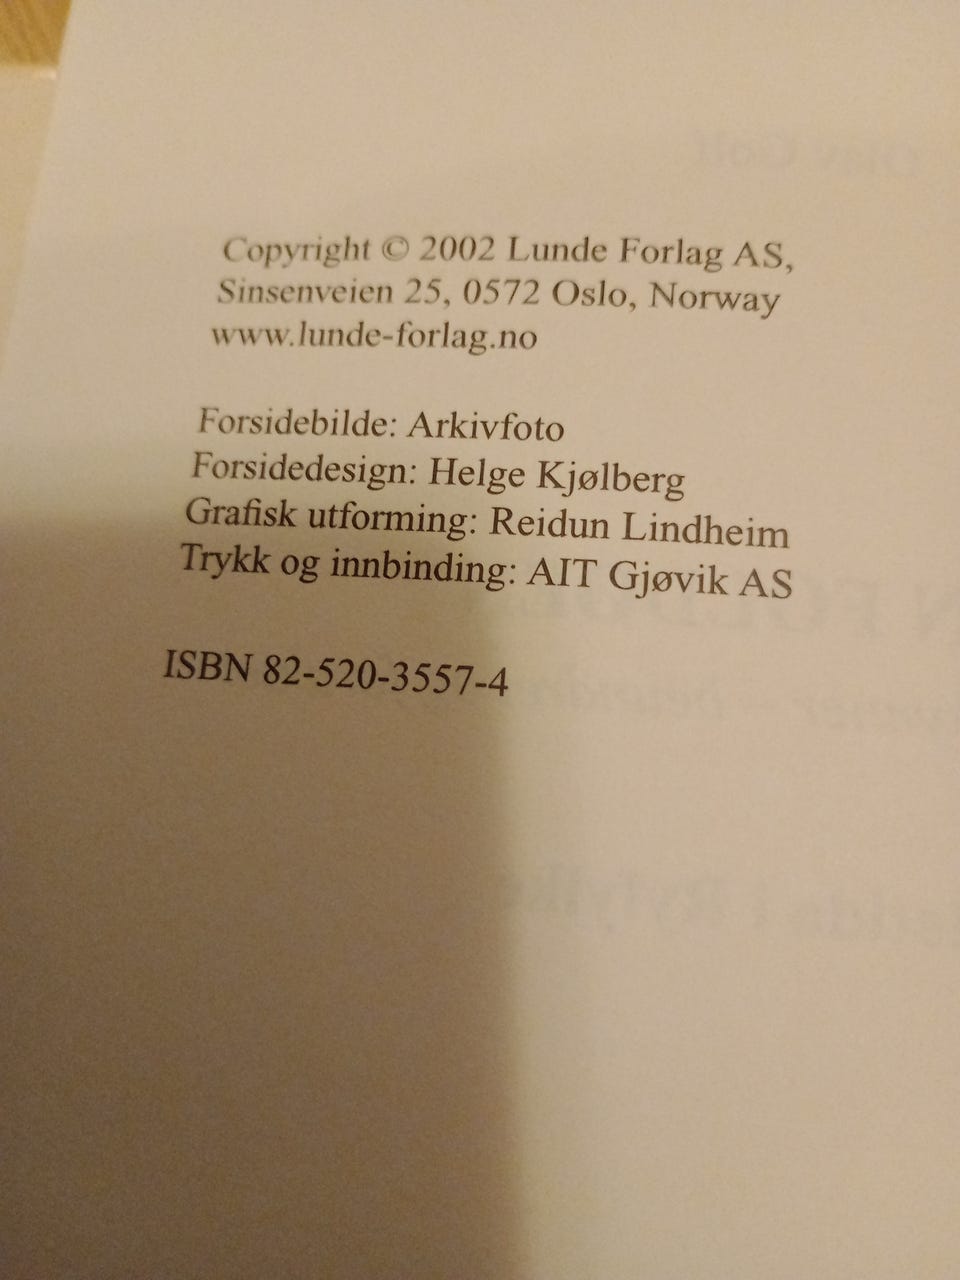 Copyright © 2002 Lunde Forlag AS,
Sinsenveien 25, 0572 Oslo, Norway
www.lunde-forlag.no
Forsidebilde: Arkivfoto
Forsidedesign: Helge Kjølberg
Grafisk utforming: Reidun Lindheim
Trykk og innbinding: AIT Gjøvik AS
ISBN 82-520-3557-4